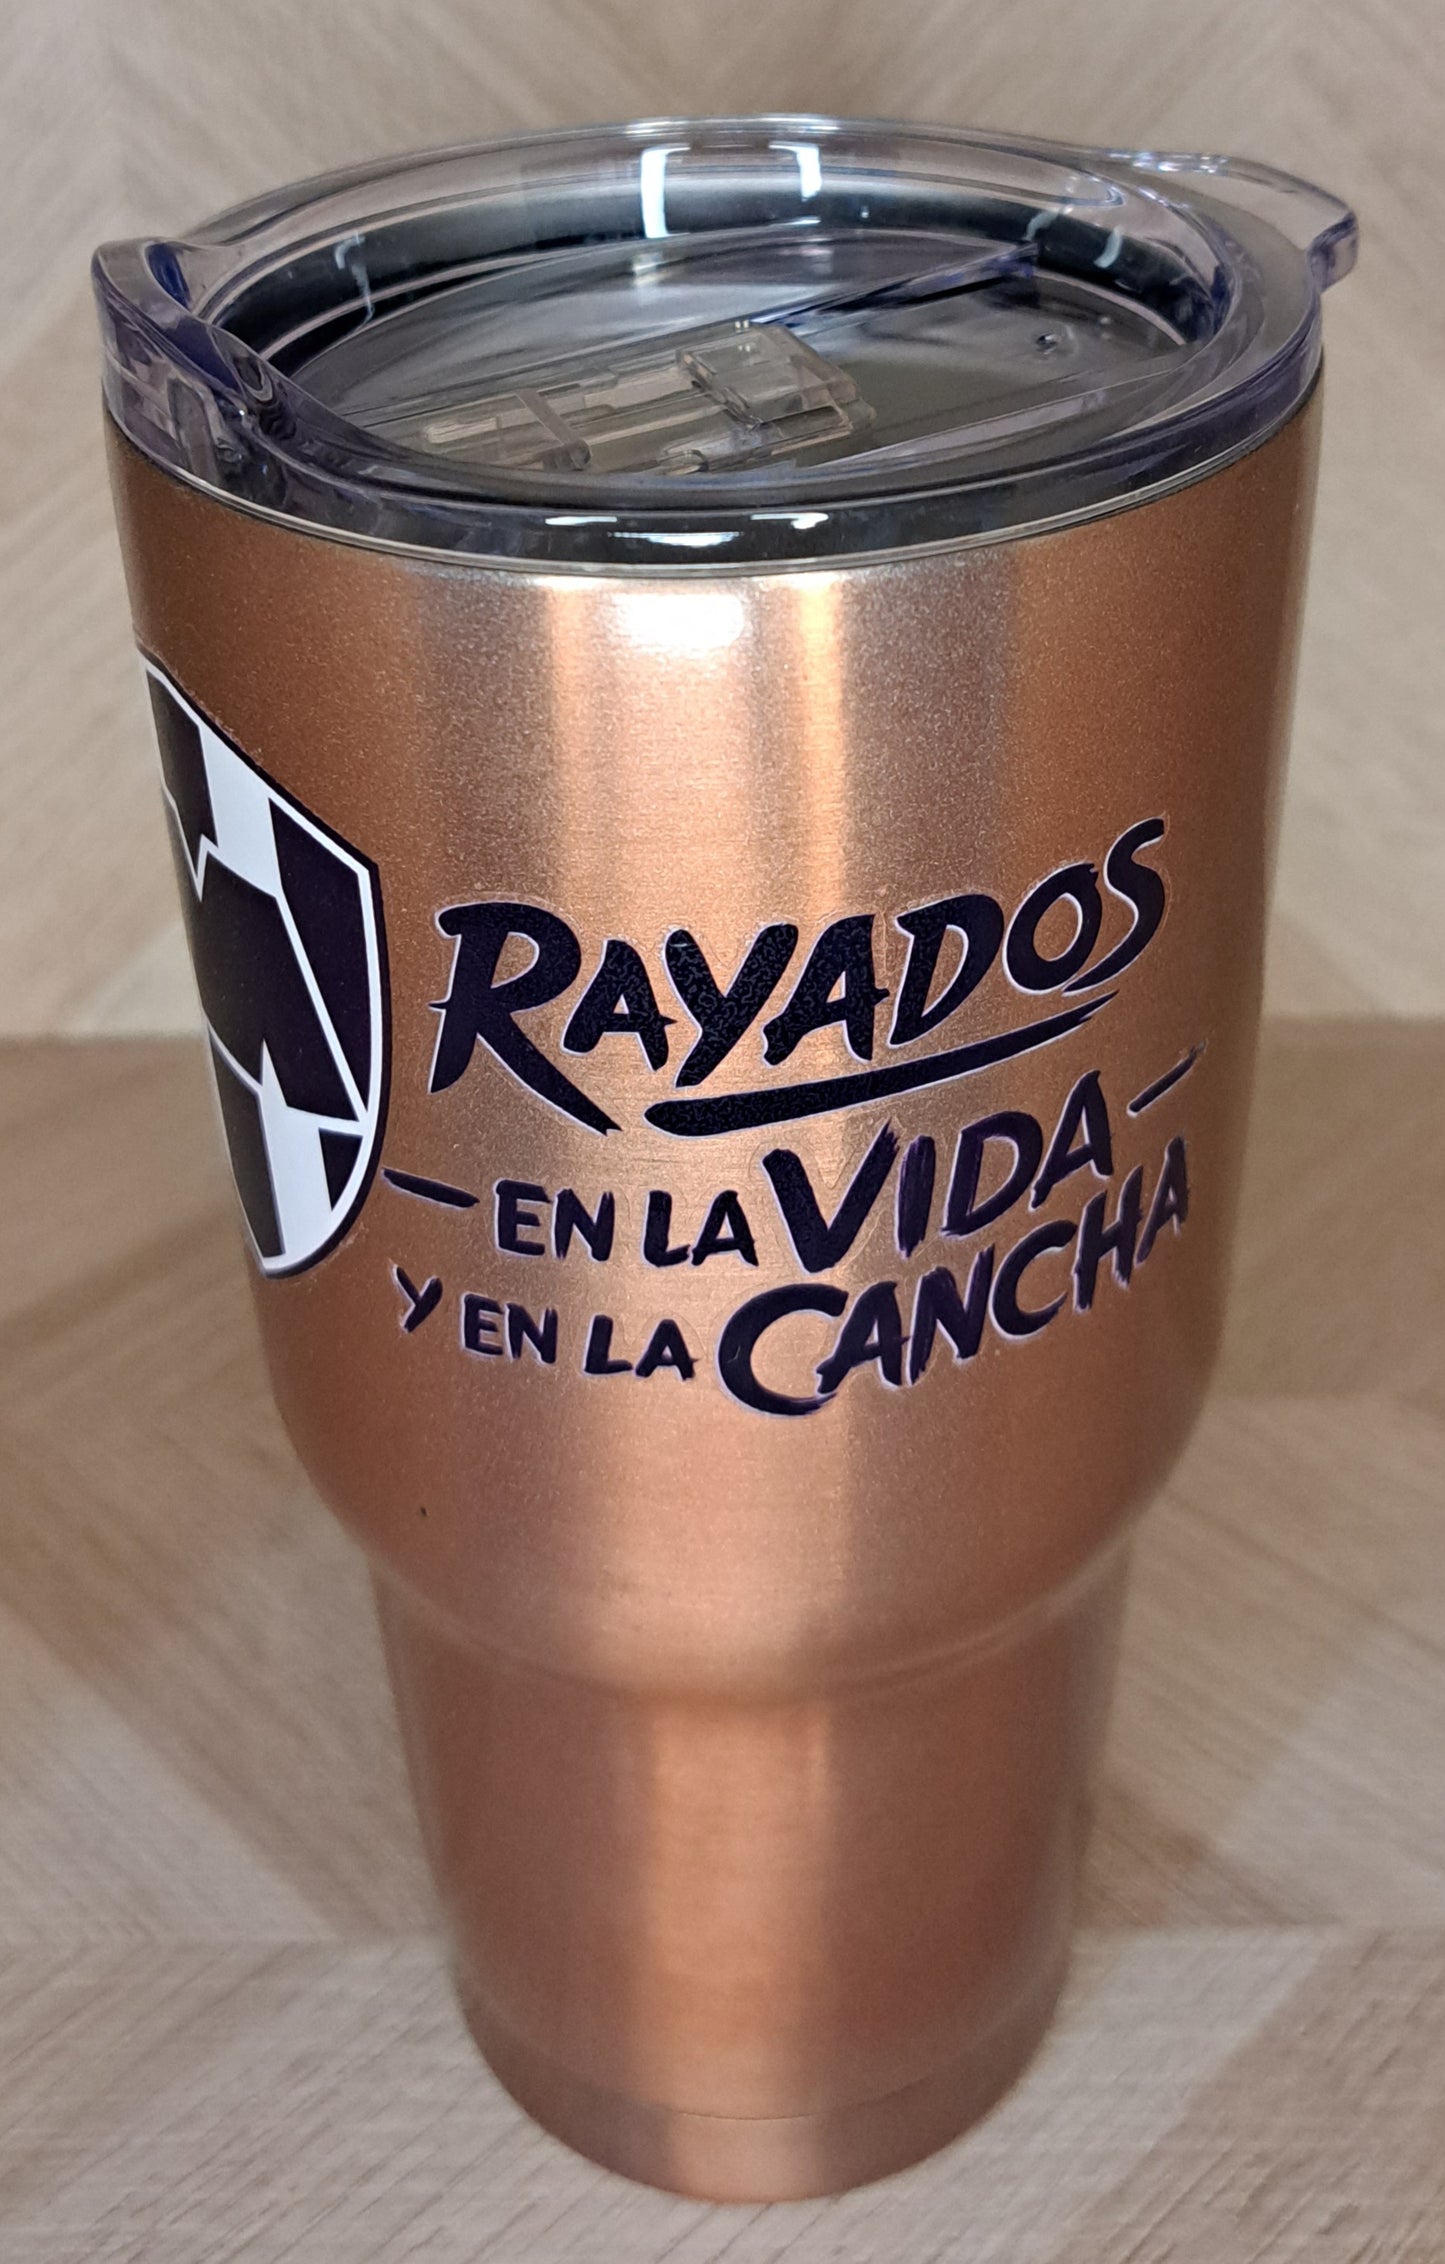 RAYADOS
- EN LA VIDA -
Y EN LA CANCHA